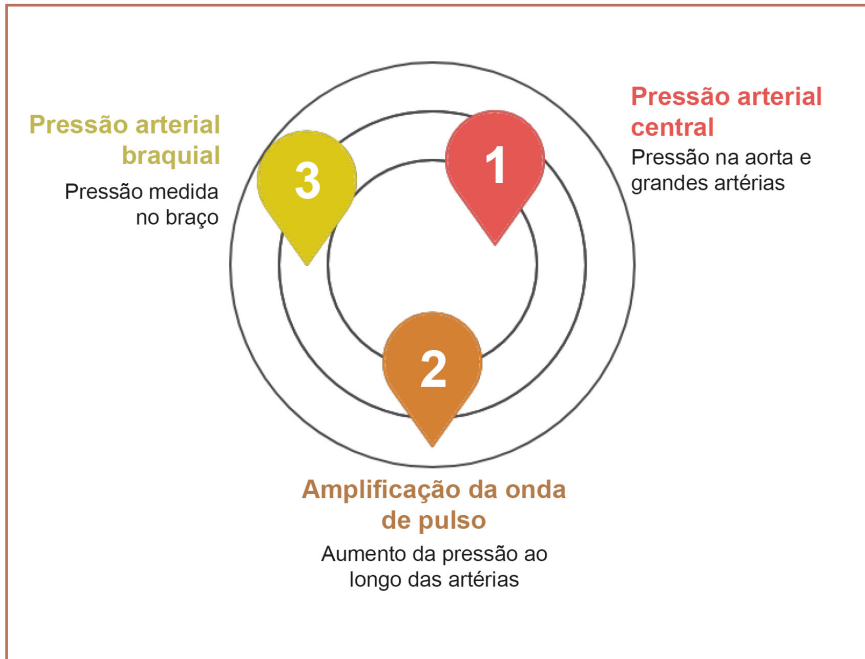 Pressão arterial
central
Pressão na aorta e
grandes artérias
1
2
Amplificação da onda
de pulso
Aumento da pressão ao
longo das artérias
3
Pressão arterial
braquial
Pressão medida
no braço